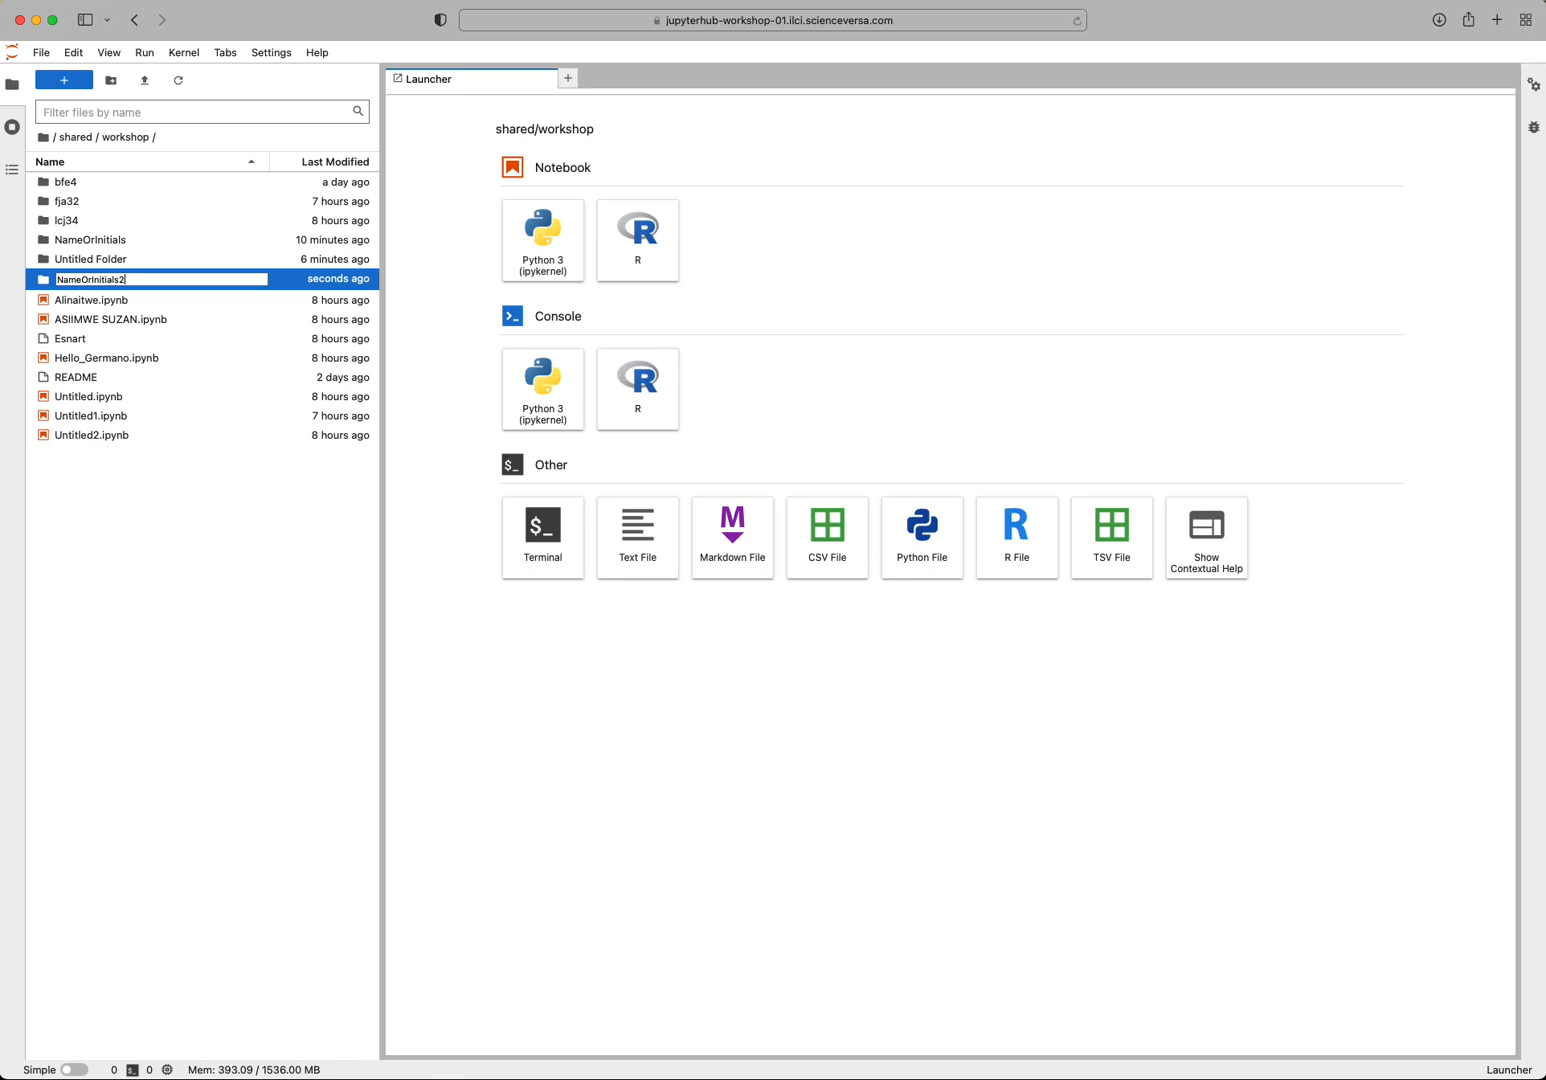 jupyterhub-workshop-01.ilci.scienceversa.com
File Edit View Run Kernel Tabs Settings Help
+
Launcher
+
Filter files by name
/ shared / workshop /
Name Last Modified
bfe4 a day ago
fja32 7 hours ago
lcj34 8 hours ago
NameOrInitials 10 minutes ago
Untitled Folder 6 minutes ago
NameOrInitials2 seconds ago
Alinaitwe.ipynb 8 hours ago
ASIIMWE SUZAN.ipynb 8 hours ago
Esnart 8 hours ago
Hello_Germano.ipynb 8 hours ago
README 2 days ago
Untitled.ipynb 8 hours ago
Untitled1.ipynb 7 hours ago
Untitled2.ipynb 8 hours ago
shared/workshop
Notebook
Python 3
(ipykernel)
R
R
>_ Console
Python 3
(ipykernel)
R
R
$_ Other
$_
Terminal
Text File
M
Markdown File
CSV File
Python File
R
R File
TSV File
Show
Contextual Help
Simple 0 $_ 0 Mem: 393.09 / 1536.00 MB Launcher